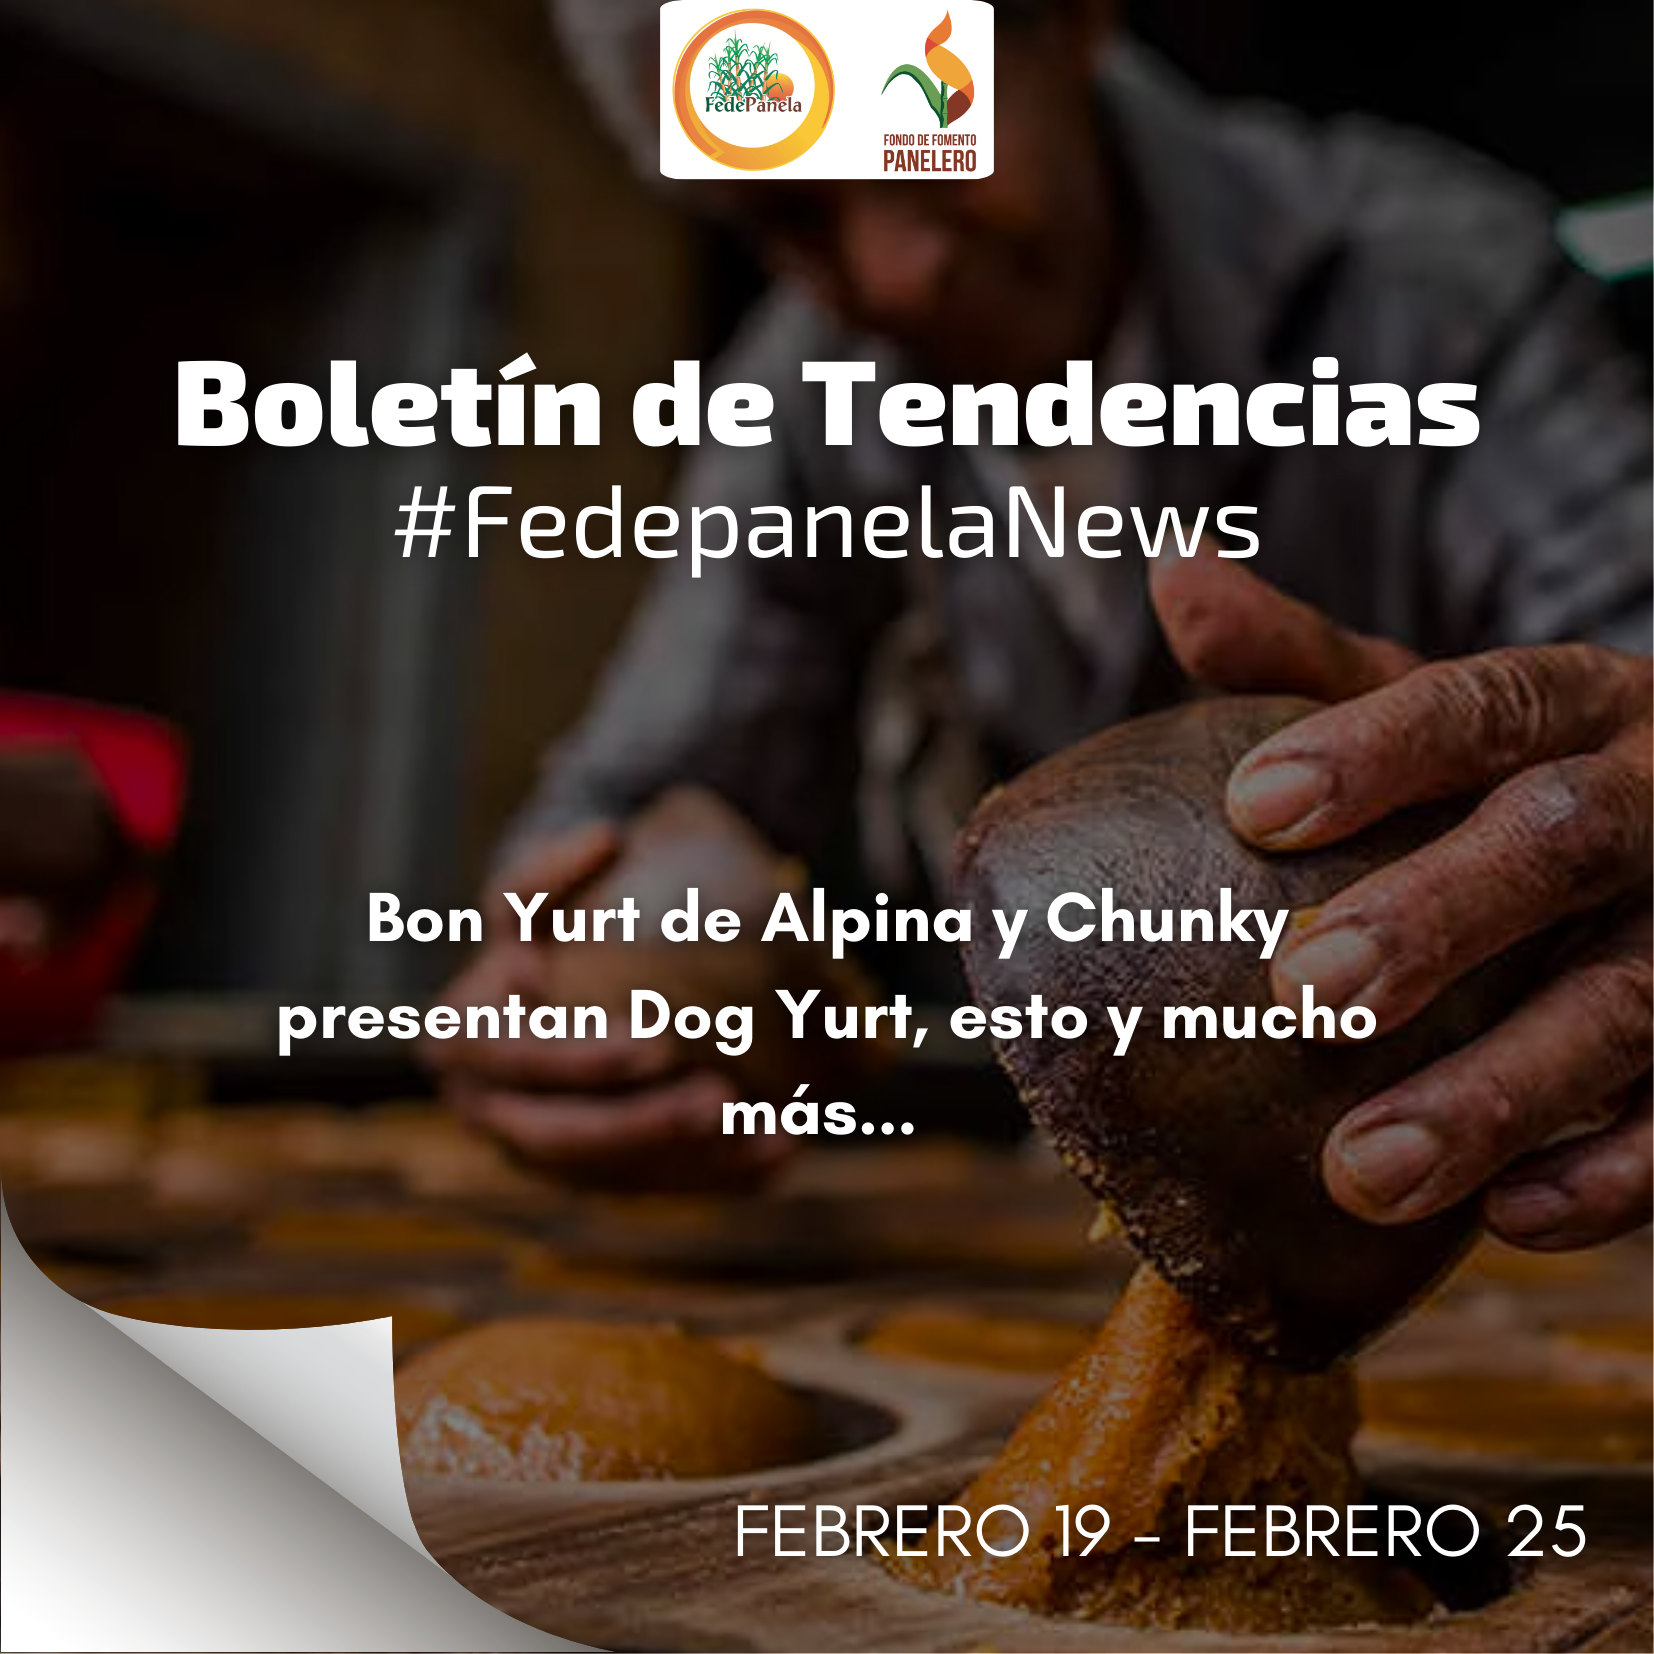 FedePanela
FONDO DE FOMENTO
PANELERO
Boletín de Tendencias
#FedepanelaNews
Bon Yurt de Alpina y Chunky
presentan Dog Yurt, esto y mucho
más...
FEBRERO 19 - FEBRERO 25